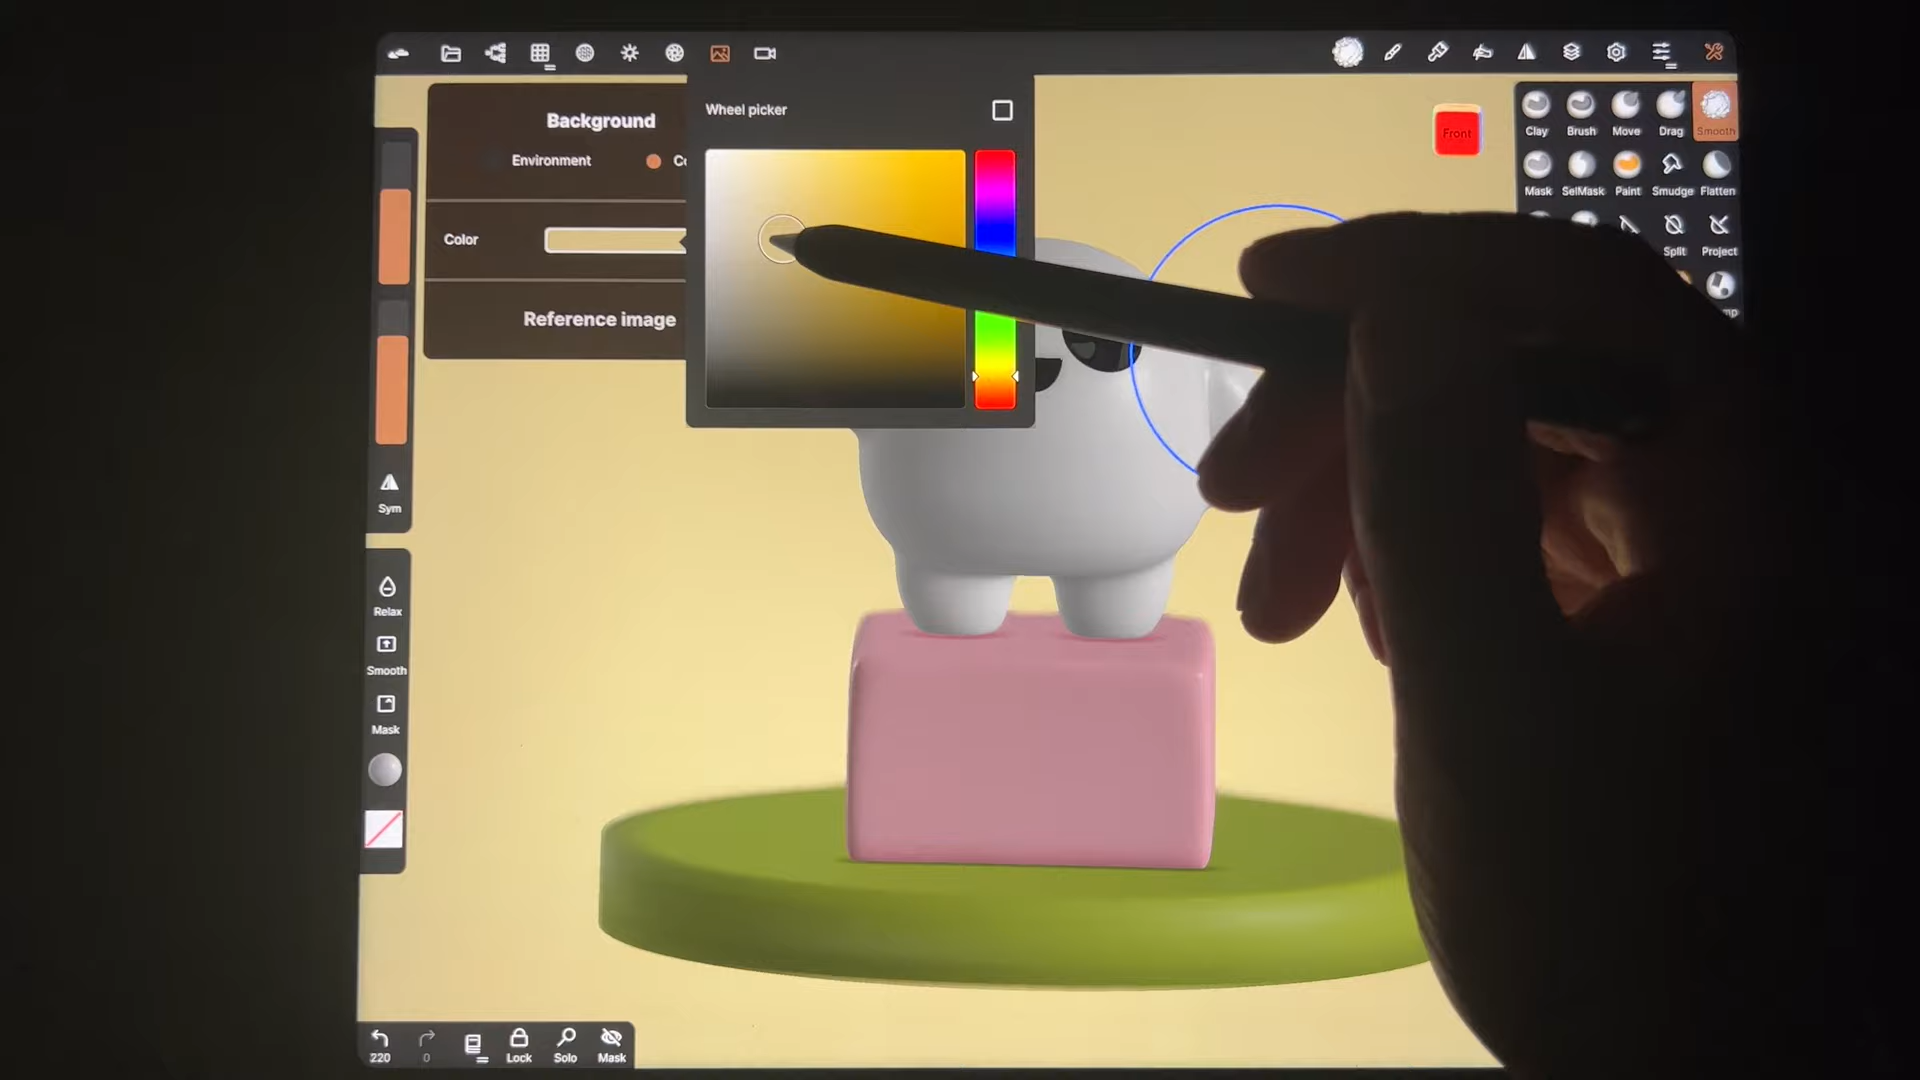 Wheel picker
Background
Environment
Color
Reference image
Front
Clay Brush Move Drag Smooth
Mask SelMask Paint Smudge Flatten
Split Project
Sym
Relax
Smooth
Mask
220 0 Lock Solo Mask